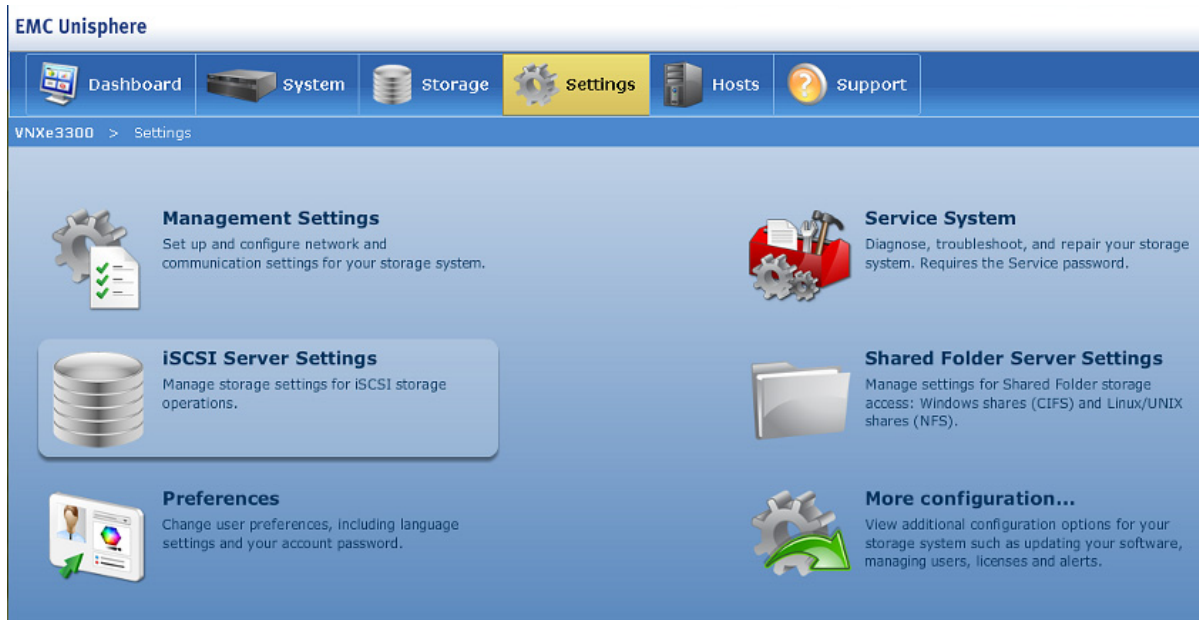 EMC Unisphere
Dashboard
System
Storage
Settings
Hosts
Support
VNXe3300 > Settings
Management Settings
Set up and configure network and
communication settings for your storage system.
Service System
Diagnose, troubleshoot, and repair your storage
system. Requires the Service password.
iSCSI Server Settings
Manage storage settings for iSCSI storage
operations.
Shared Folder Server Settings
Manage settings for Shared Folder storage
access: Windows shares (CIFS) and Linux/UNIX
shares (NFS).
Preferences
Change user preferences, including language
settings and your account password.
More configuration...
View additional configuration options for your
storage system such as updating your software,
managing users, licenses and alerts.